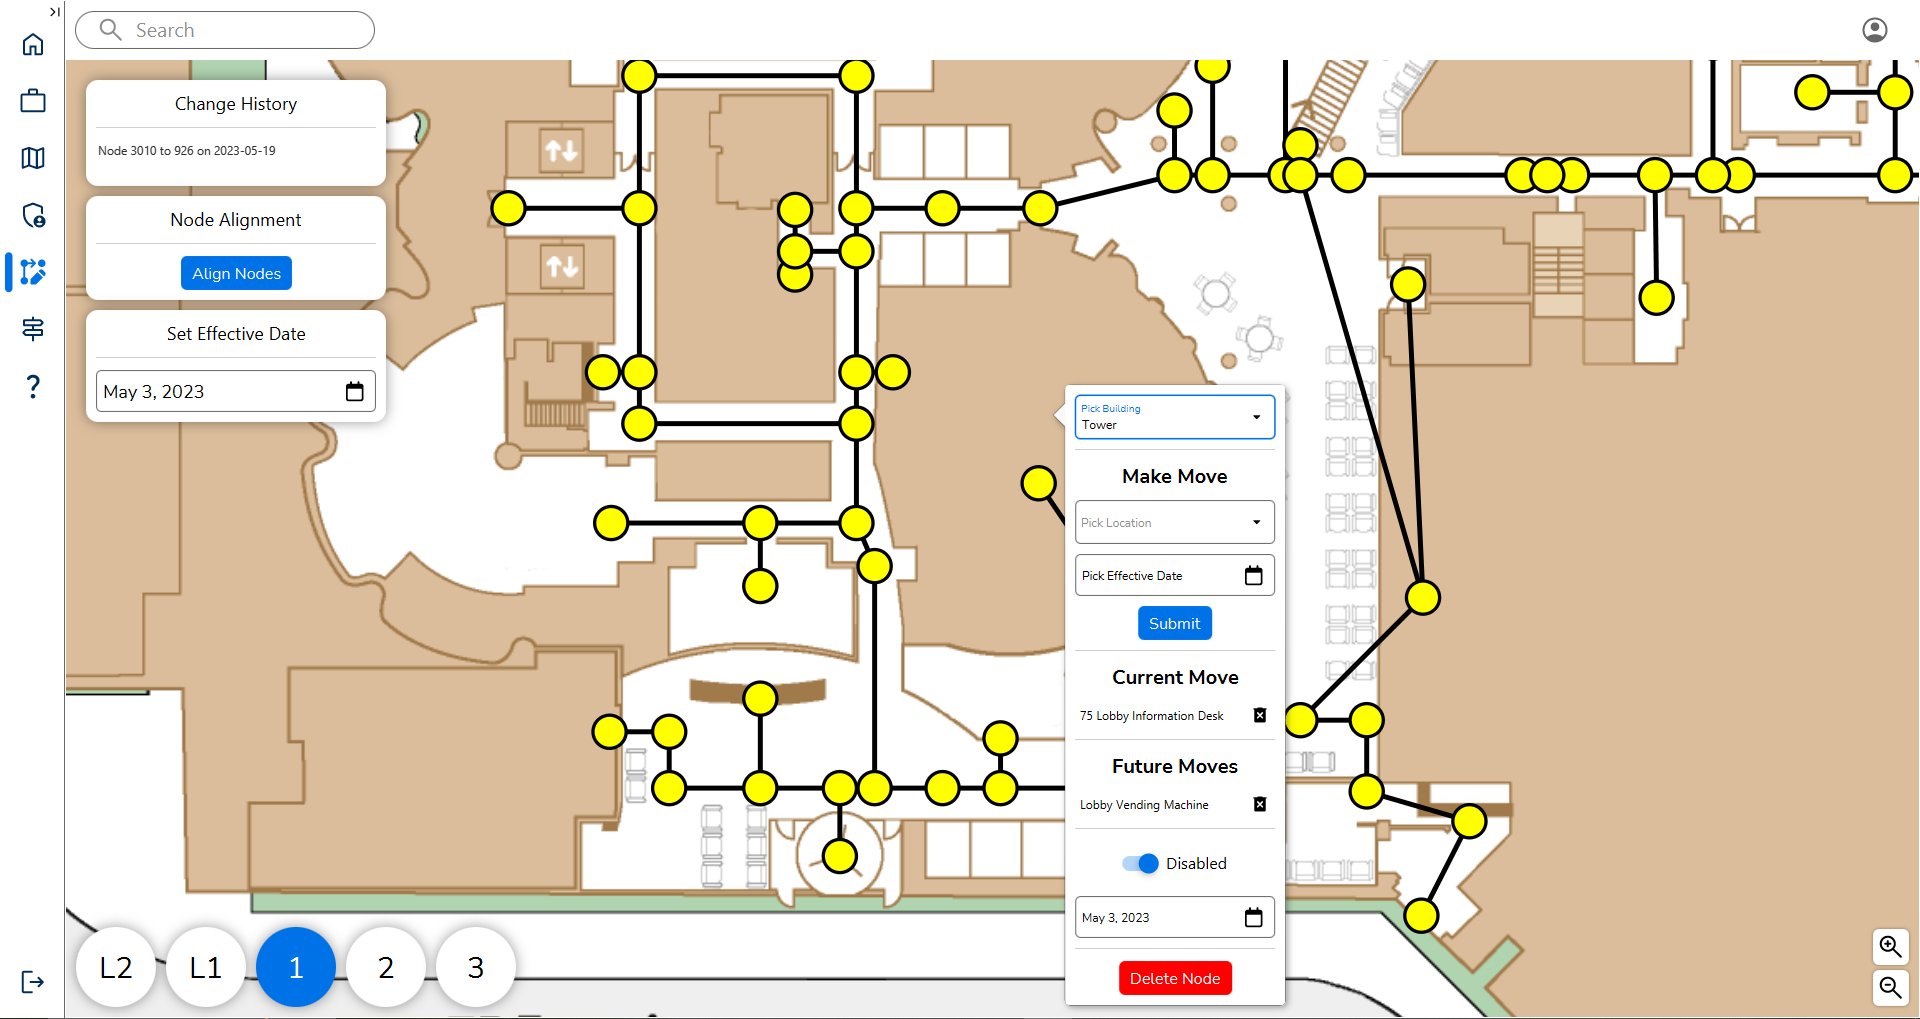 Search
Change History
Node 3010 to 926 on 2023-05-19
Node Alignment
Align Nodes
Set Effective Date
May 3, 2023
Pick Building
Tower
Make Move
Pick Location
Pick Effective Date
Submit
Current Move
75 Lobby Information Desk
Future Moves
Lobby Vending Machine
Disabled
May 3, 2023
Delete Node
L2
L1
1
2
3